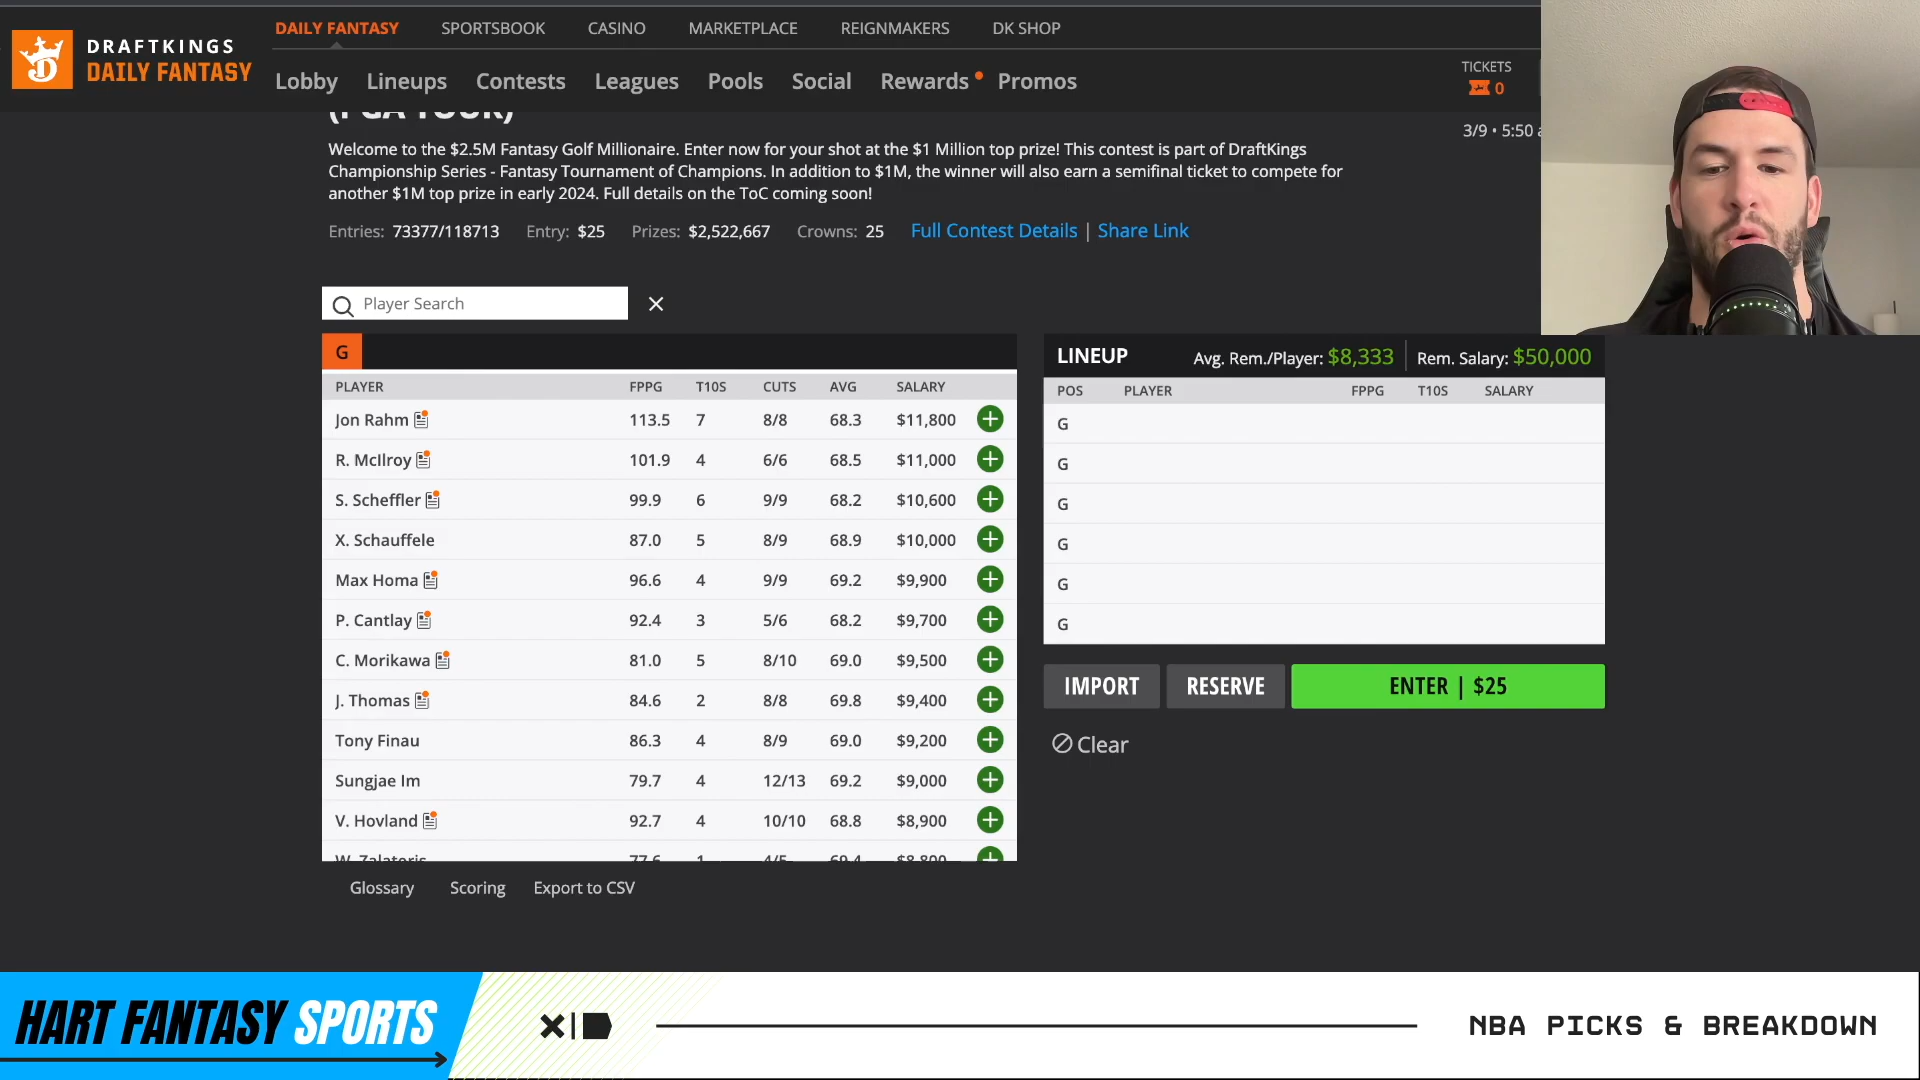 DAILY FANTASY SPORTSBOOK CASINO MARKETPLACE REIGNMAKERS DK SHOP
DRAFTKINGS
DAILY FANTASY
Lobby Lineups Contests Leagues Pools Social Rewards Promos
TICKETS
0
(PGA TOUR)
3/9 • 5:50
Welcome to the $2.5M Fantasy Golf Millionaire. Enter now for your shot at the $1 Million top prize! This contest is part of DraftKings
Championship Series - Fantasy Tournament of Champions. In addition to $1M, the winner will also earn a semifinal ticket to compete for
another $1M top prize in early 2024. Full details on the ToC coming soon!
Entries: 73377/118713 Entry: $25 Prizes: $2,522,667 Crowns: 25 Full Contest Details | Share Link
Player Search
G
PLAYER FPPG T10S CUTS AVG SALARY
Jon Rahm 113.5 7 8/8 68.3 $11,800
R. McIlroy 101.9 4 6/6 68.5 $11,000
S. Scheffler 99.9 6 9/9 68.2 $10,600
X. Schauffele 87.0 5 8/9 68.9 $10,000
Max Homa 96.6 4 9/9 69.2 $9,900
P. Cantlay 92.4 3 5/6 68.2 $9,700
C. Morikawa 81.0 5 8/10 69.0 $9,500
J. Thomas 84.6 2 8/8 69.8 $9,400
Tony Finau 86.3 4 8/9 69.0 $9,200
Sungjae Im 79.7 4 12/13 69.2 $9,000
V. Hovland 92.7 4 10/10 68.8 $8,900
W. Zalatoris 77.6 1 4/5 69.4 $8,800
Glossary Scoring Export to CSV
LINEUP Avg. Rem./Player: $8,333 Rem. Salary: $50,000
POS PLAYER FPPG T10S SALARY
G
G
G
G
G
G
IMPORT RESERVE ENTER | $25
Clear
HART FANTASY SPORTS
NBA PICKS & BREAKDOWN